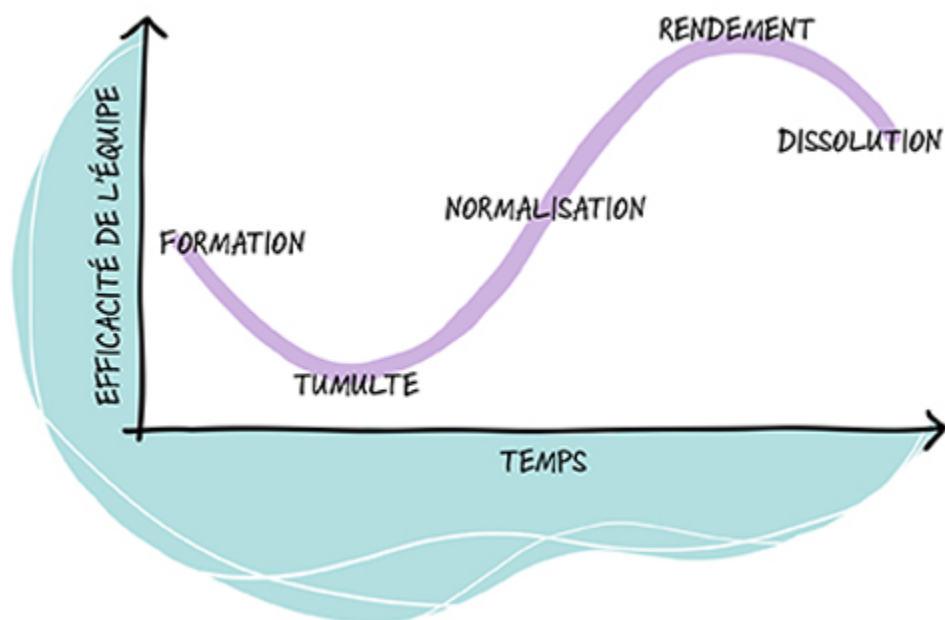 RENDEMENT
DISSOLUTION
NORMALISATION
FORMATION
TUMULTE
EFFICACITÉ DE L'ÉQUIPE
TEMPS